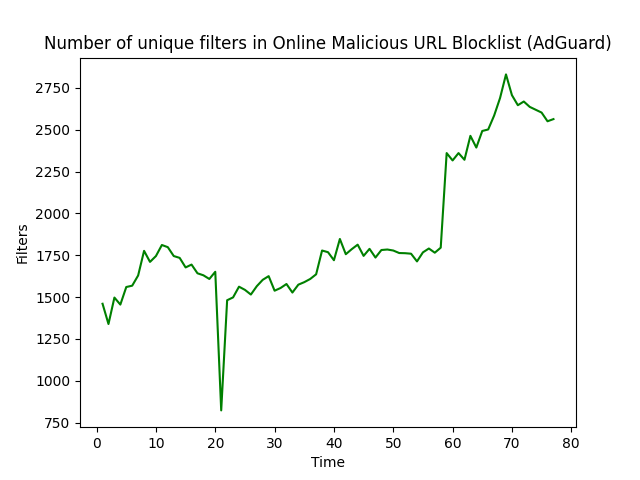 Number of unique filters in Online Malicious URL Blocklist (AdGuard)
2750
2500
2250
2000
1750
1500
1250
1000
750
Filters
0 10 20 30 40 50 60 70 80
Time